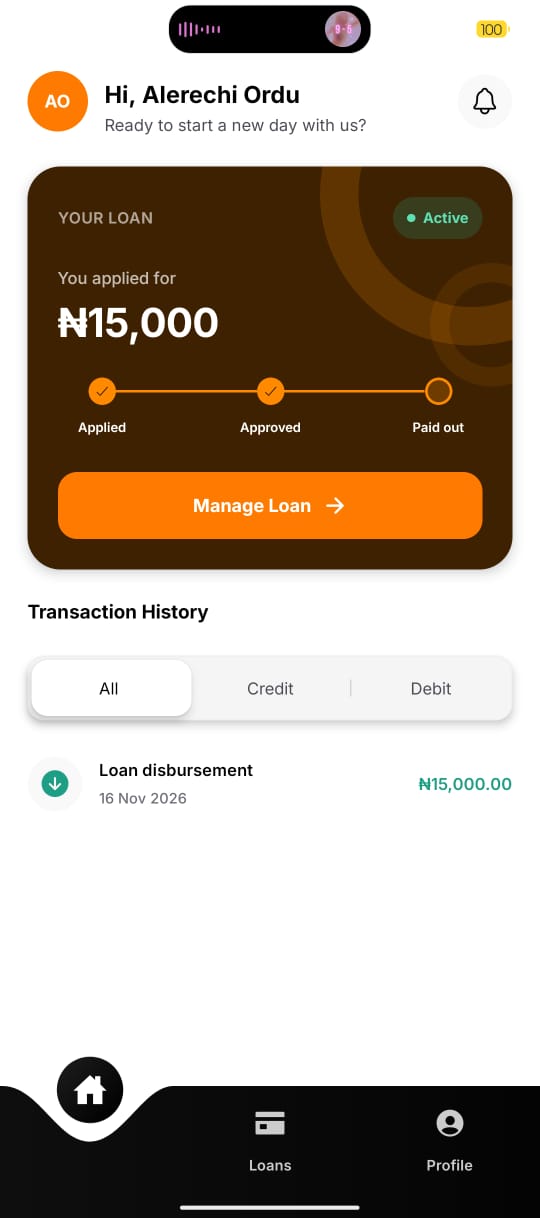 9-5
100
AO
Hi, Alerechi Ordu
Ready to start a new day with us?
YOUR LOAN
Active
You applied for
₦15,000
Applied
Approved
Paid out
Manage Loan
Transaction History
All
Credit
Debit
Loan disbursement
16 Nov 2026
₦15,000.00
Loans
Profile